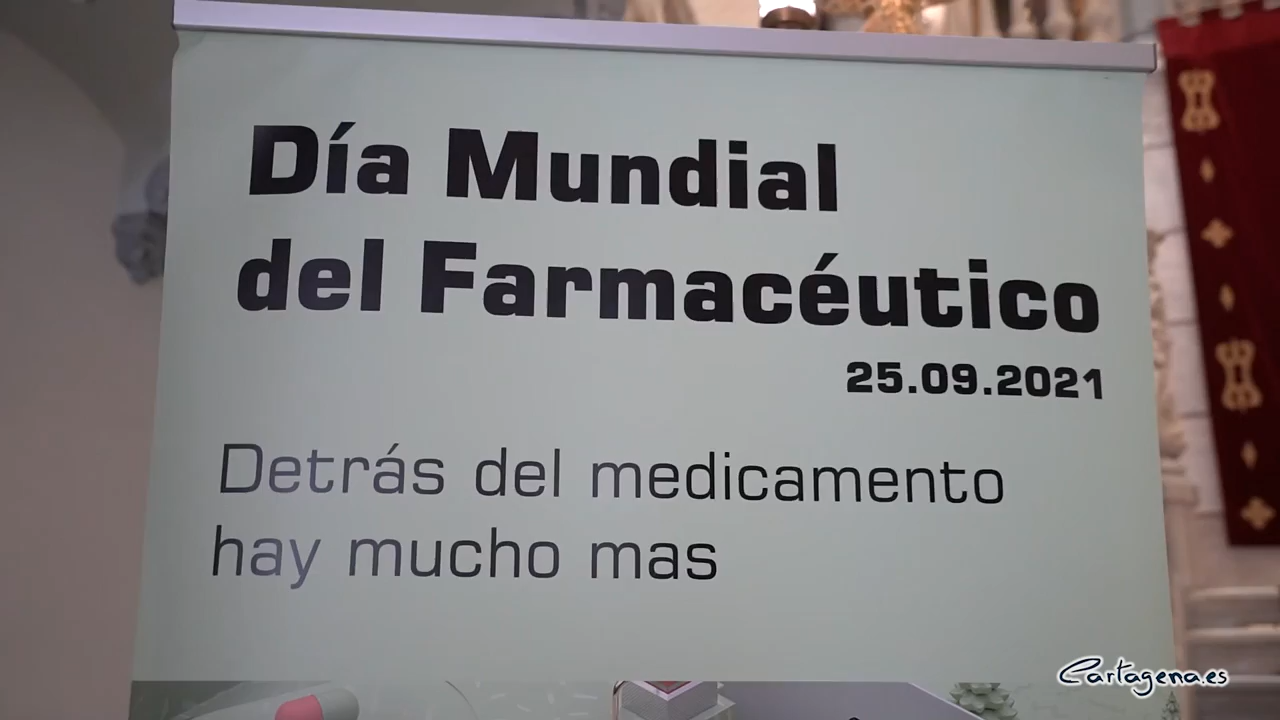 Día Mundial
del Farmacéutico
25.09.2021
Detrás del medicamento
hay mucho mas
Cartagena.es